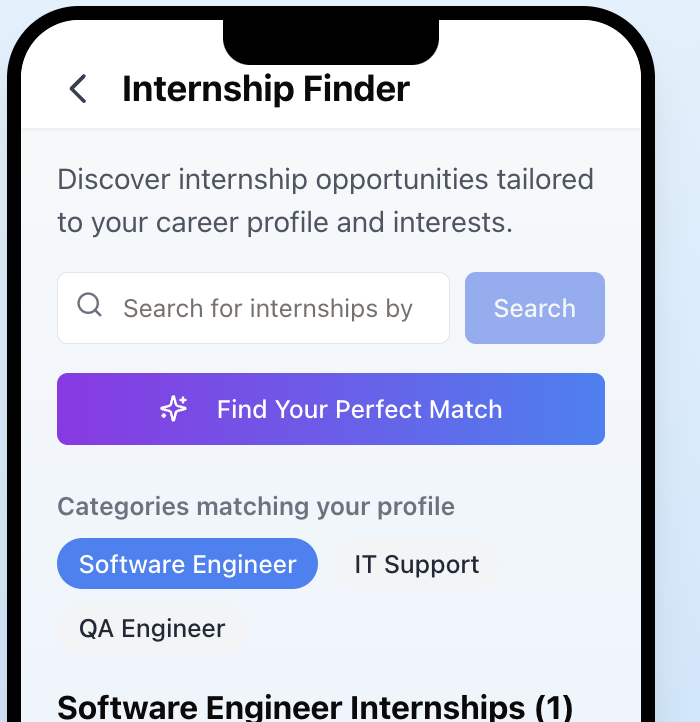 Internship Finder
Discover internship opportunities tailored
to your career profile and interests.
Search for internships by
Search
Find Your Perfect Match
Categories matching your profile
Software Engineer
IT Support
QA Engineer
Software Engineer Internships (1)